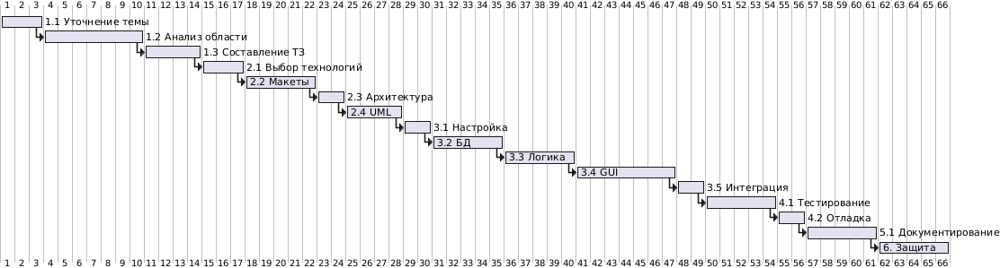 1 2 3 4 5 6 7 8 9 10 11 12 13 14 15 16 17 18 19 20 21 22 23 24 25 26 27 28 29 30 31 32 33 34 35 36 37 38 39 40 41 42 43 44 45 46 47 48 49 50 51 52 53 54 55 56 57 58 59 60 61 62 63 64 65 66
1.1 Уточнение темы
1.2 Анализ области
1.3 Составление ТЗ
2.1 Выбор технологий
2.2 Макеты
2.3 Архитектура
2.4 UML
3.1 Настройка
3.2 БД
3.3 Логика
3.4 GUI
3.5 Интеграция
4.1 Тестирование
4.2 Отладка
5.1 Документирование
6. Защита
1 2 3 4 5 6 7 8 9 10 11 12 13 14 15 16 17 18 19 20 21 22 23 24 25 26 27 28 29 30 31 32 33 34 35 36 37 38 39 40 41 42 43 44 45 46 47 48 49 50 51 52 53 54 55 56 57 58 59 60 61 62 63 64 65 66